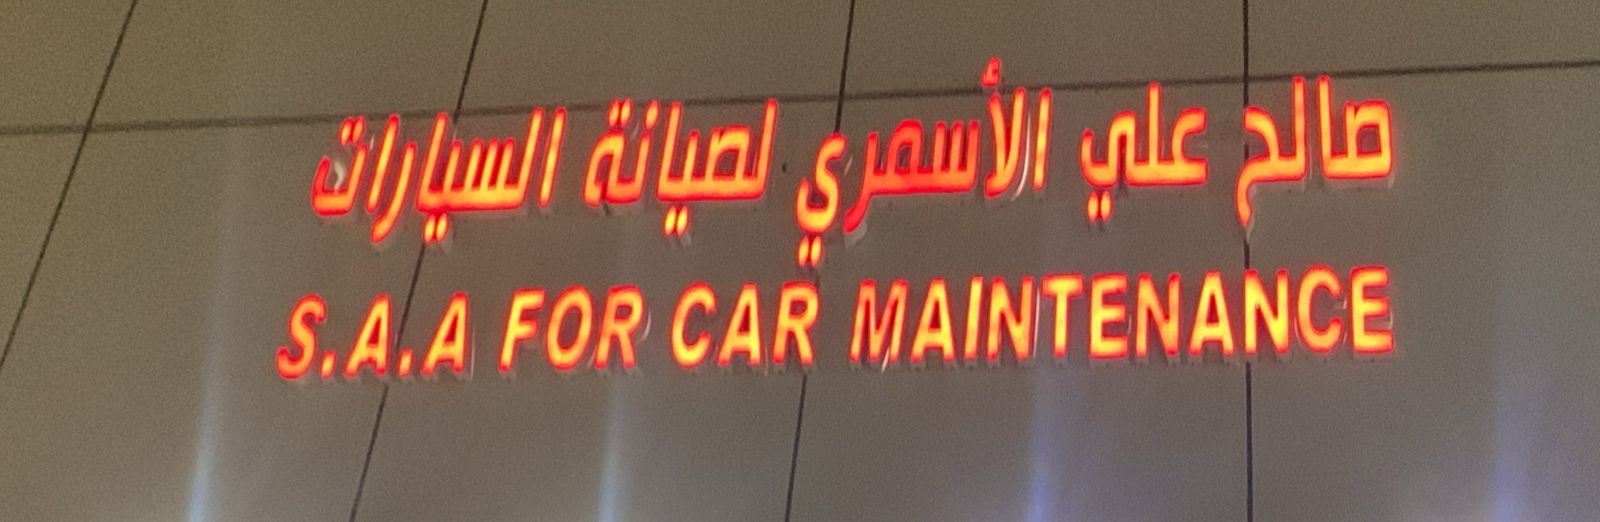 صالح علي الأسمري لصيانة السيارات
S.A.A FOR CAR MAINTENANCE